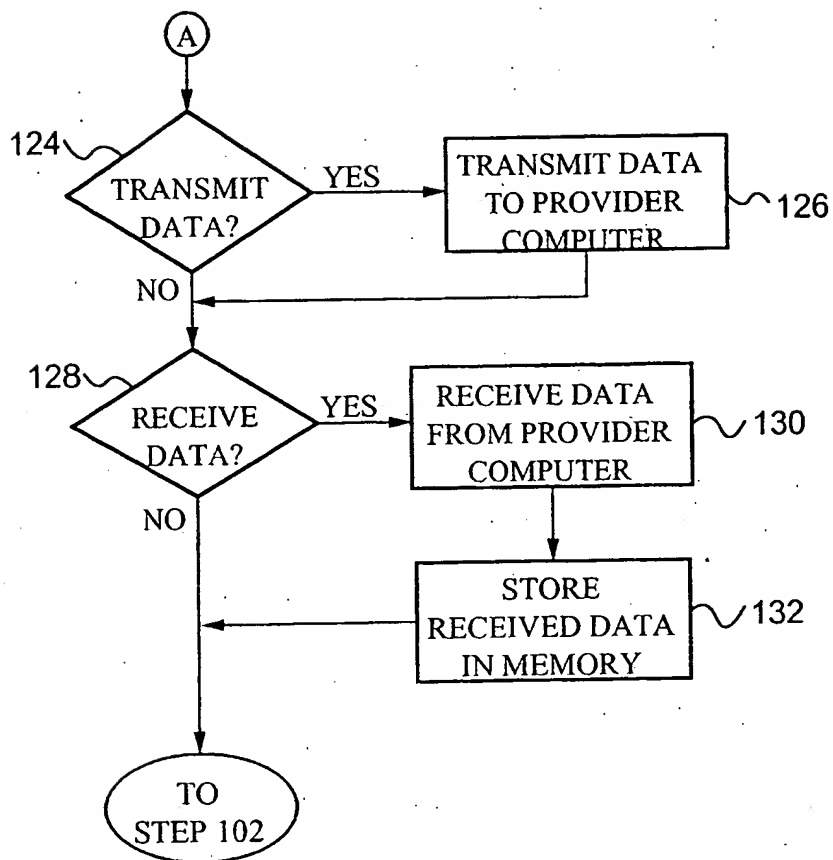 A
124
TRANSMIT
DATA?
YES
TRANSMIT DATA
TO PROVIDER
COMPUTER
126
NO
128
RECEIVE
DATA?
YES
RECEIVE DATA
FROM PROVIDER
COMPUTER
130
NO
STORE
RECEIVED DATA
IN MEMORY
132
TO
STEP 102